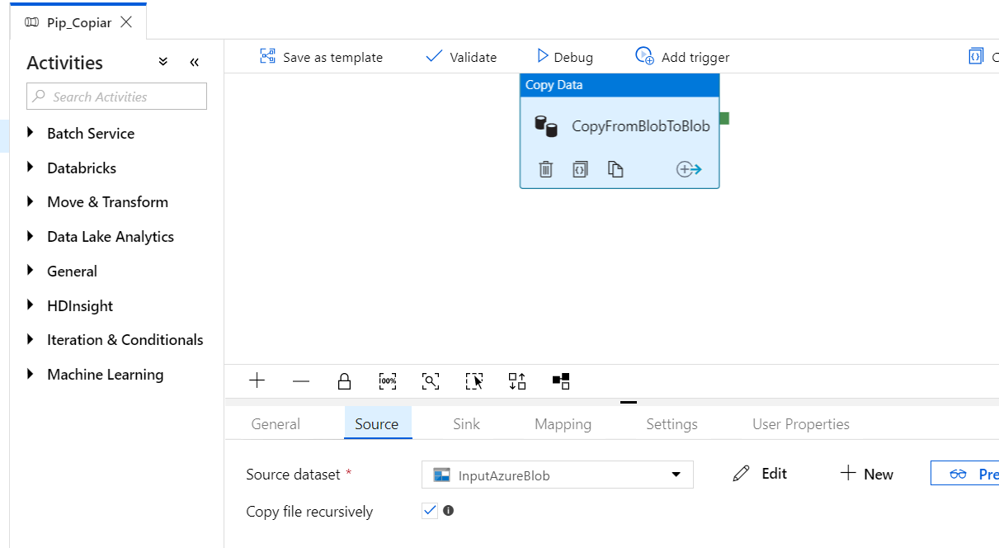 Pip_Copiar
Activities
Search Activities
Batch Service
Databricks
Move & Transform
Data Lake Analytics
General
HDInsight
Iteration & Conditionals
Machine Learning
Save as template
Validate
Debug
Add trigger
Copy Data
CopyFromBlobToBlob
100%
General
Source
Sink
Mapping
Settings
User Properties
Source dataset *
InputAzureBlob
Edit
New
Pre
Copy file recursively